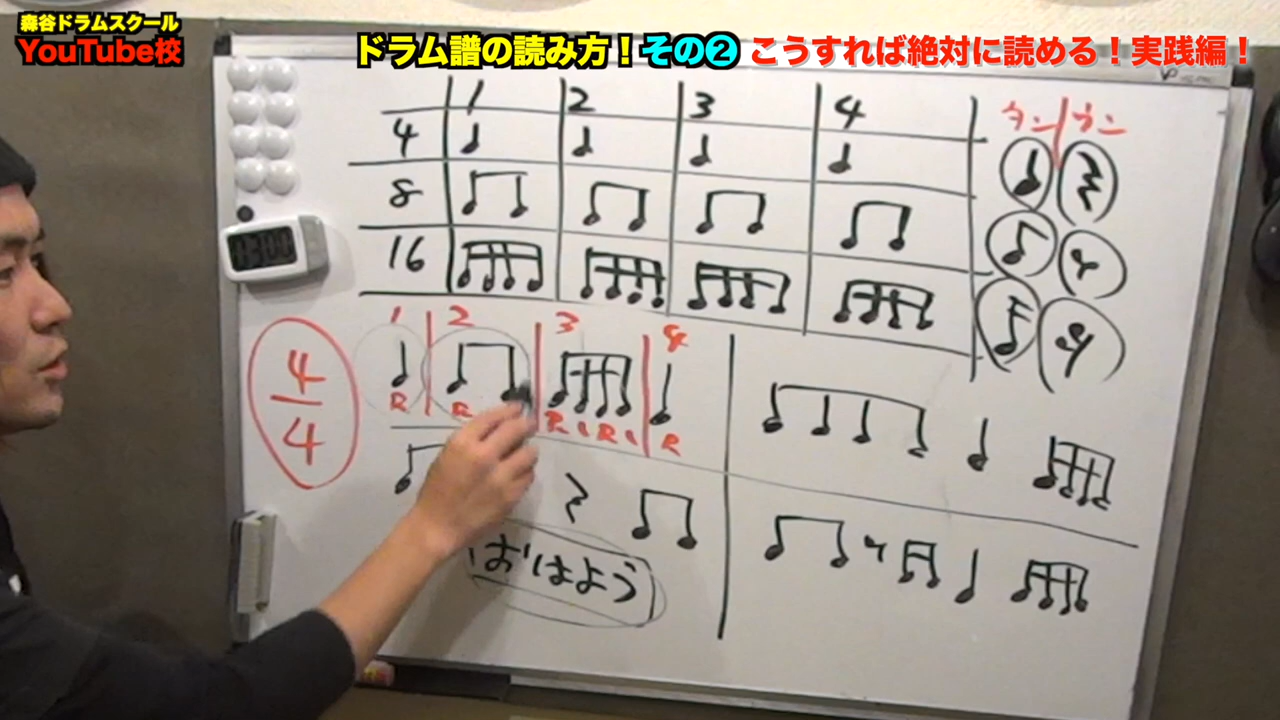 森谷ドラムスクール
YouTube校
ドラム譜の読み方！その❷ こうすれば絶対に読める！実践編！
1 2 3 4
タン ウン
4
8
16
1 2 3 4
4
4
R R R L R L R
おはよう